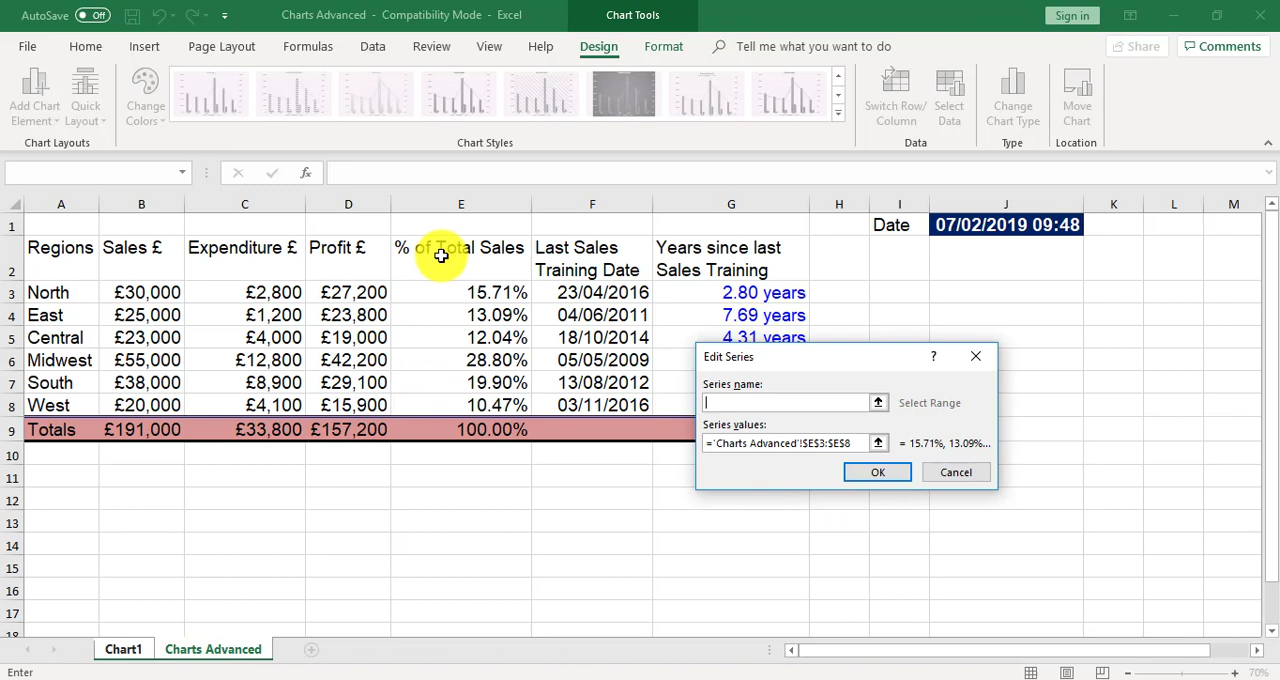 AutoSave Off Charts Advanced - Compatibility Mode - Excel Chart Tools Sign in
File Home Insert Page Layout Formulas Data Review View Help Design Format Tell me what you want to do Share Comments
Add Chart Element Quick Layout Change Colors Switch Row/ Column Select Data Change Chart Type Move Chart
Chart Layouts Chart Styles Data Type Location
fx
A B C D E F G H I J K L M
1 Date 07/02/2019 09:48
2 Regions Sales £ Expenditure £ Profit £ % of Total Sales Last Sales Training Date Years since last Sales Training
3 North £30,000 £2,800 £27,200 15.71% 23/04/2016 2.80 years
4 East £25,000 £1,200 £23,800 13.09% 04/06/2011 7.69 years
5 Central £23,000 £4,000 £19,000 12.04% 18/10/2014 4.31 years
6 Midwest £55,000 £12,800 £42,200 28.80% 05/05/2009
7 South £38,000 £8,900 £29,100 19.90% 13/08/2012
8 West £20,000 £4,100 £15,900 10.47% 03/11/2016
9 Totals £191,000 £33,800 £157,200 100.00%
10
11
12
13
14
15
16
17
18
Edit Series ?
Series name:
Select Range
Series values:
='Charts Advanced'!$E$3:$E$8 = 15.71%, 13.09%...
OK Cancel
Chart1 Charts Advanced
Enter 70%